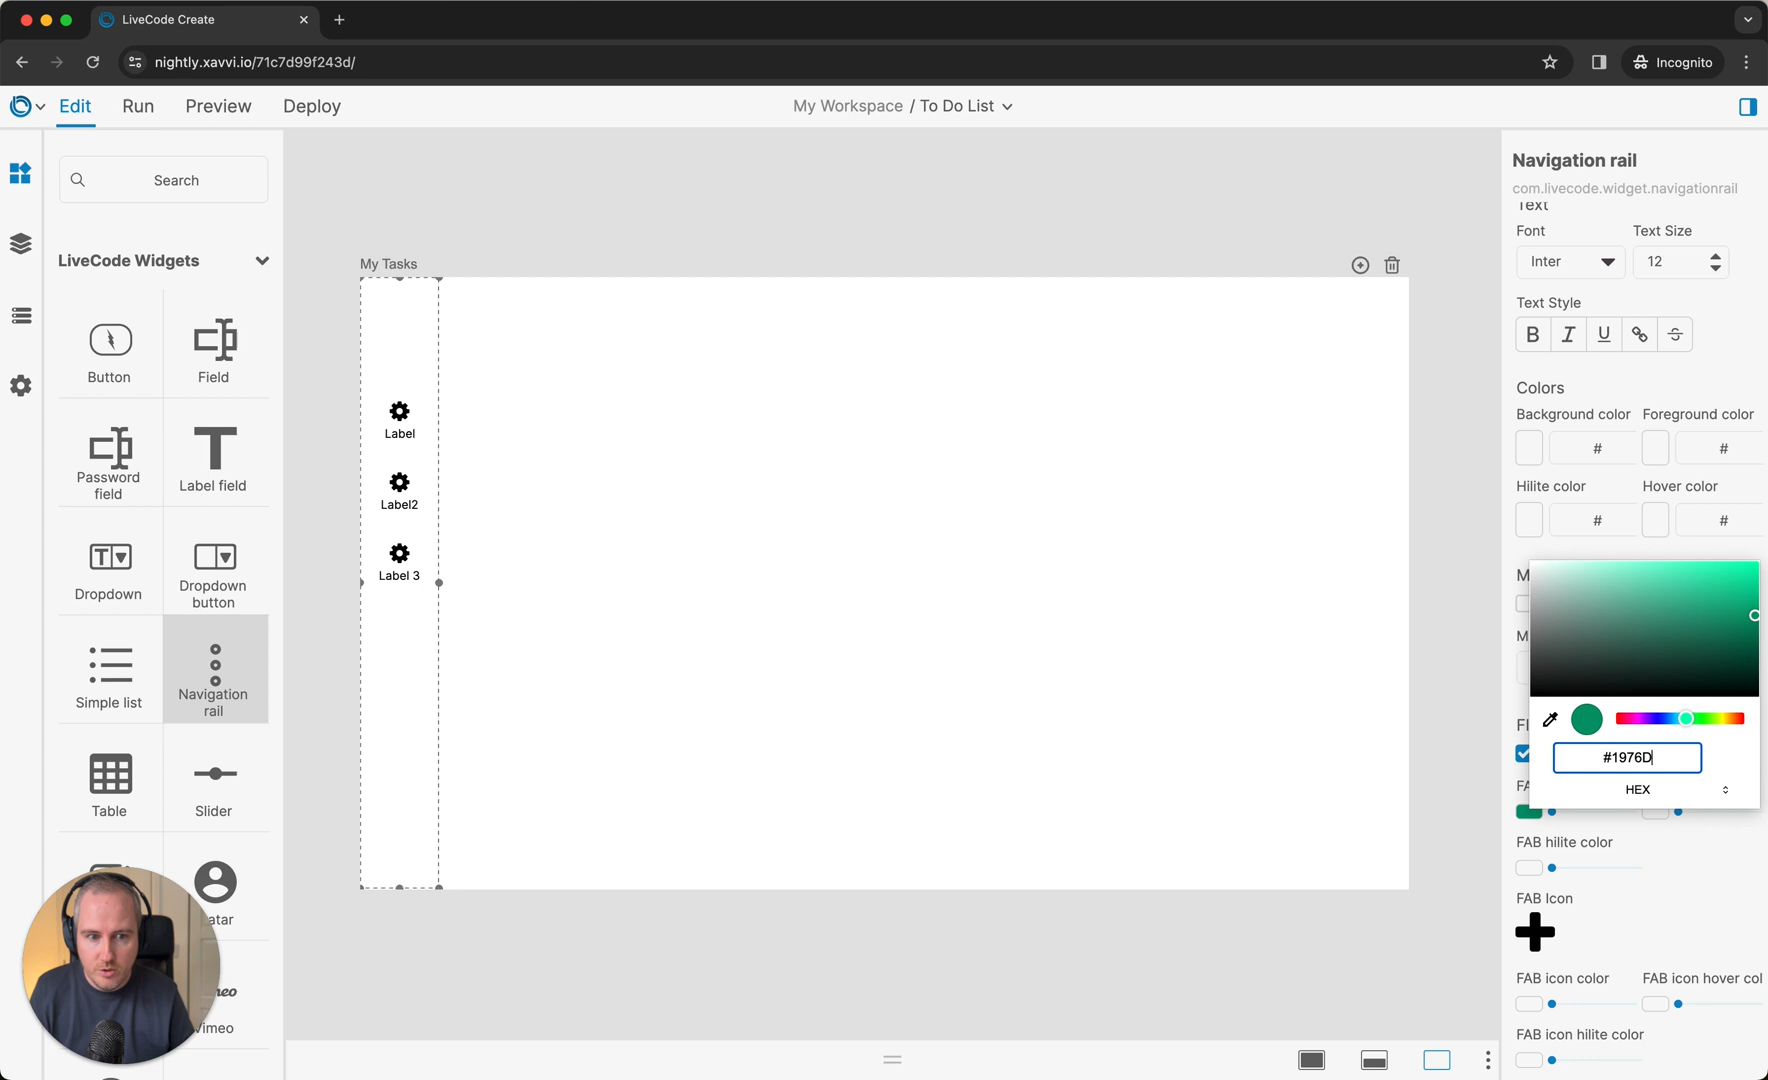 LiveCode Create
nightly.xavvi.io/71c7d99f243d/
Incognito
Edit
Run
Preview
Deploy
My Workspace / To Do List
Search
LiveCode Widgets
Button
Field
Password
field
Label field
Dropdown
Dropdown
button
Simple list
Navigation
rail
Table
Slider
atar
meo
Vimeo
My Tasks
Label
Label2
Label 3
Navigation rail
com.livecode.widget.navigationrail
Text
Font
Text Size
Inter
12
Text Style
B I U S
Colors
Background color
Foreground color
#
#
Hilite color
Hover color
#
#
M
M
Fl
FA
#1976D
HEX
FAB hilite color
FAB Icon
FAB icon color
FAB icon hover col
FAB icon hilite color